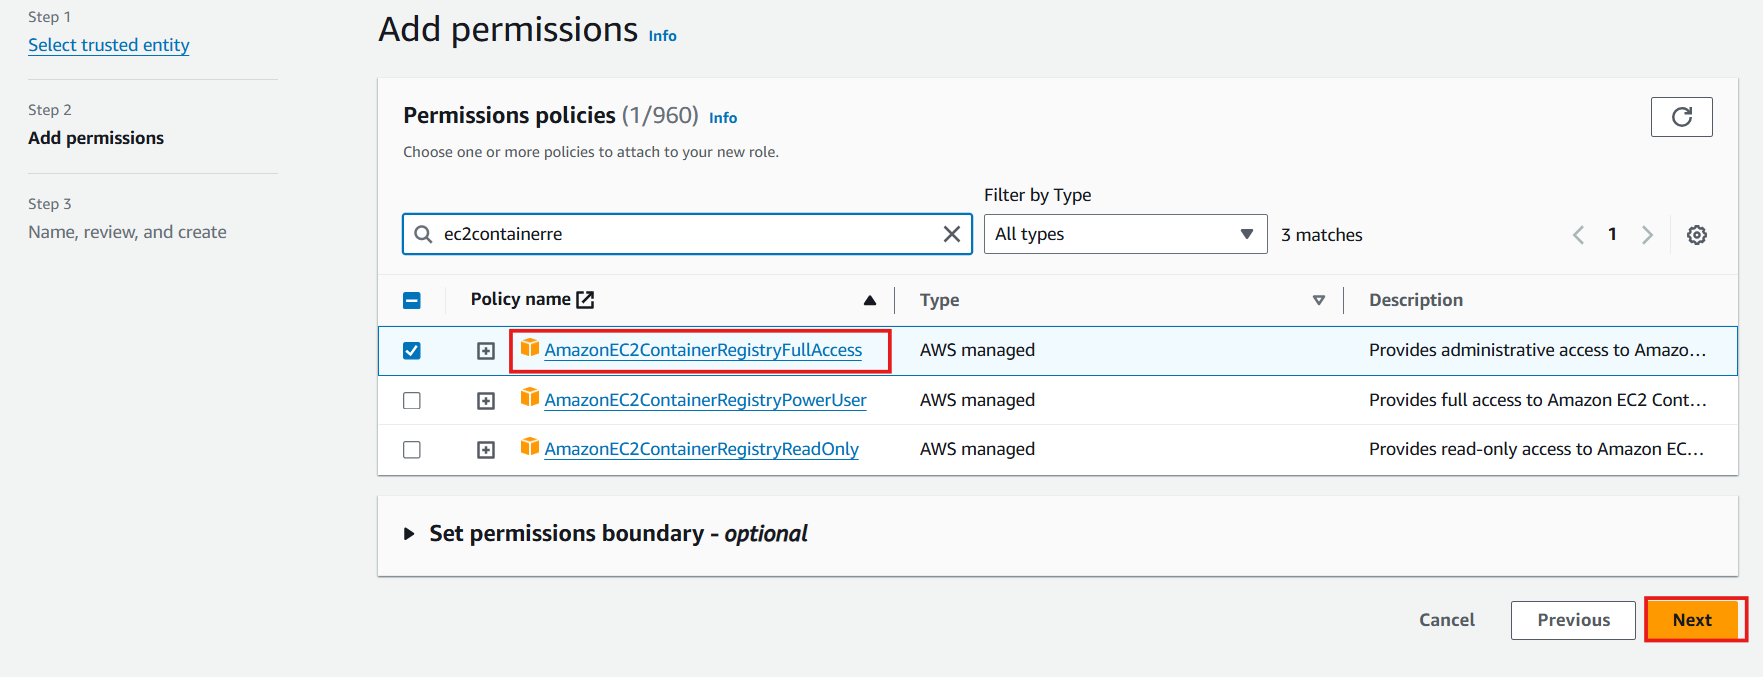 Step 1
Select trusted entity
Step 2
Add permissions
Step 3
Name, review, and create
Add permissions Info
Permissions policies (1/960) Info
Choose one or more policies to attach to your new role.
Filter by Type
ec2containerre
All types
3 matches
1
Policy name
Type
Description
AmazonEC2ContainerRegistryFullAccess
AWS managed
Provides administrative access to Amazo...
AmazonEC2ContainerRegistryPowerUser
AWS managed
Provides full access to Amazon EC2 Cont...
AmazonEC2ContainerRegistryReadOnly
AWS managed
Provides read-only access to Amazon EC...
Set permissions boundary - optional
Cancel
Previous
Next